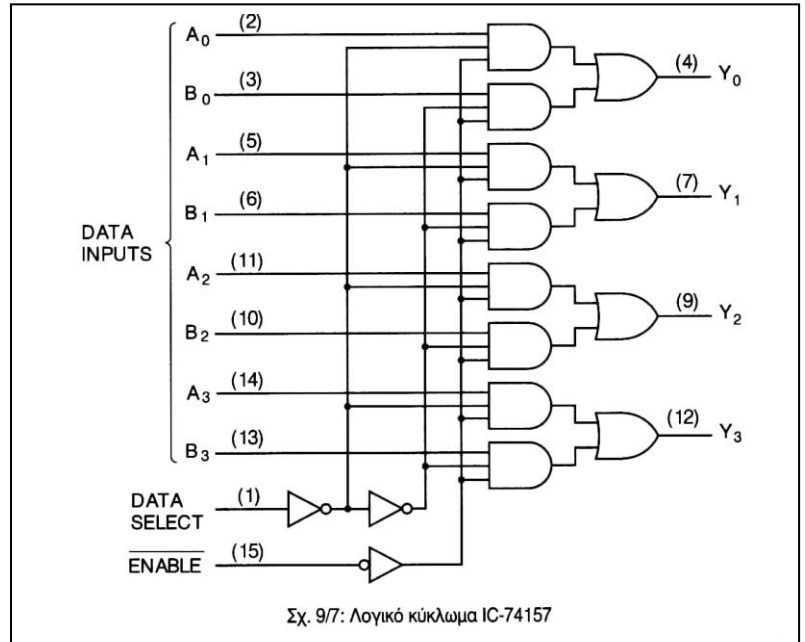 A0 (2)
B0 (3)
(4) Y0
A1 (5)
B1 (6)
(7) Y1
DATA
INPUTS
A2 (11)
B2 (10)
(9) Y2
A3 (14)
B3 (13)
(12) Y3
DATA
SELECT (1)
ENABLE (15)
Σχ. 9/7: Λογικό κύκλωμα IC-74157